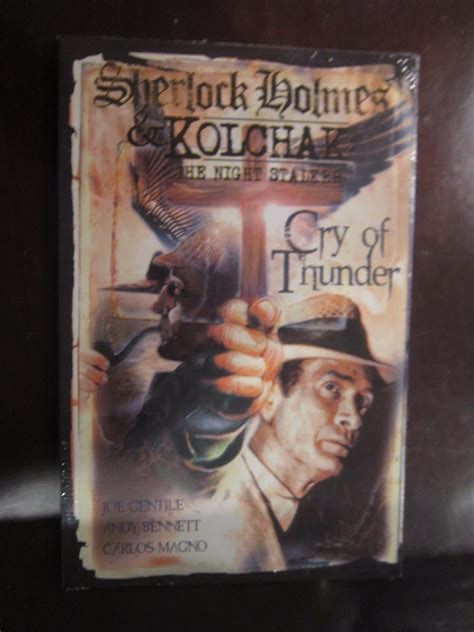 Sherlock Holmes
& KOLCHAK
THE NIGHT STALKER
Cry of
Thunder
JOE GENTILE
ANDY BENNETT
CARLOS MAGNO